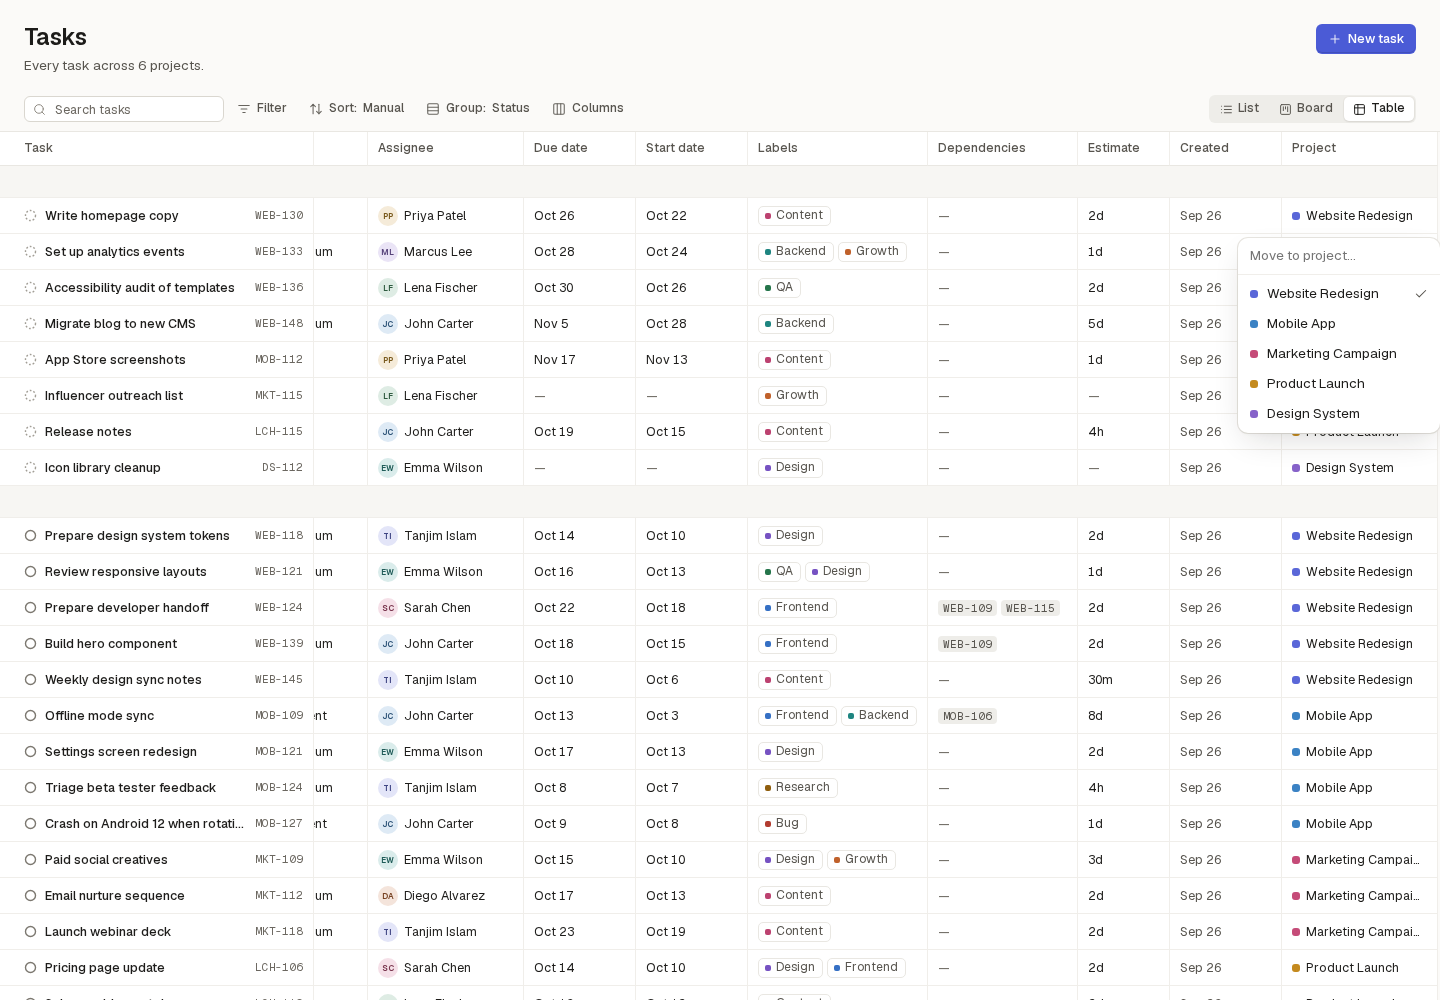 Tasks
Every task across 6 projects.
New task
Search tasks
Filter
Sort: Manual
Group: Status
Columns
List
Board
Table
Task Assignee Due date Start date Labels Dependencies Estimate Created Project
Write homepage copy WEB-130 PP Priya Patel Oct 26 Oct 22 Content — 2d Sep 26 Website Redesign
Set up analytics events WEB-133 um ML Marcus Lee Oct 28 Oct 24 Backend Growth — 1d Sep 26
Accessibility audit of templates WEB-136 LF Lena Fischer Oct 30 Oct 26 QA — 2d Sep 26
Migrate blog to new CMS WEB-148 um JC John Carter Nov 5 Oct 28 Backend — 5d Sep 26
App Store screenshots MOB-112 PP Priya Patel Nov 17 Nov 13 Content — 1d Sep 26
Influencer outreach list MKT-115 LF Lena Fischer — — Growth — — Sep 26
Release notes LCH-115 JC John Carter Oct 19 Oct 15 Content — 4h Sep 26 Product Launch
Icon library cleanup DS-112 EW Emma Wilson — — Design — — Sep 26 Design System
Move to project...
Website Redesign
Mobile App
Marketing Campaign
Product Launch
Design System
Prepare design system tokens WEB-118 um TI Tanjim Islam Oct 14 Oct 10 Design — 2d Sep 26 Website Redesign
Review responsive layouts WEB-121 um EW Emma Wilson Oct 16 Oct 13 QA Design — 1d Sep 26 Website Redesign
Prepare developer handoff WEB-124 SC Sarah Chen Oct 22 Oct 18 Frontend WEB-109 WEB-115 2d Sep 26 Website Redesign
Build hero component WEB-139 um JC John Carter Oct 18 Oct 15 Frontend WEB-109 2d Sep 26 Website Redesign
Weekly design sync notes WEB-145 TI Tanjim Islam Oct 10 Oct 6 Content — 30m Sep 26 Website Redesign
Offline mode sync MOB-109 nt JC John Carter Oct 13 Oct 3 Frontend Backend MOB-106 8d Sep 26 Mobile App
Settings screen redesign MOB-121 um EW Emma Wilson Oct 17 Oct 13 Design — 2d Sep 26 Mobile App
Triage beta tester feedback MOB-124 um TI Tanjim Islam Oct 8 Oct 7 Research — 4h Sep 26 Mobile App
Crash on Android 12 when rotati... MOB-127 nt JC John Carter Oct 9 Oct 8 Bug — 1d Sep 26 Mobile App
Paid social creatives MKT-109 EW Emma Wilson Oct 15 Oct 10 Design Growth — 3d Sep 26 Marketing Campai...
Email nurture sequence MKT-112 um DA Diego Alvarez Oct 17 Oct 13 Content — 2d Sep 26 Marketing Campai...
Launch webinar deck MKT-118 um TI Tanjim Islam Oct 23 Oct 19 Content — 2d Sep 26 Marketing Campai...
Pricing page update LCH-106 SC Sarah Chen Oct 14 Oct 10 Design Frontend — 2d Sep 26 Product Launch